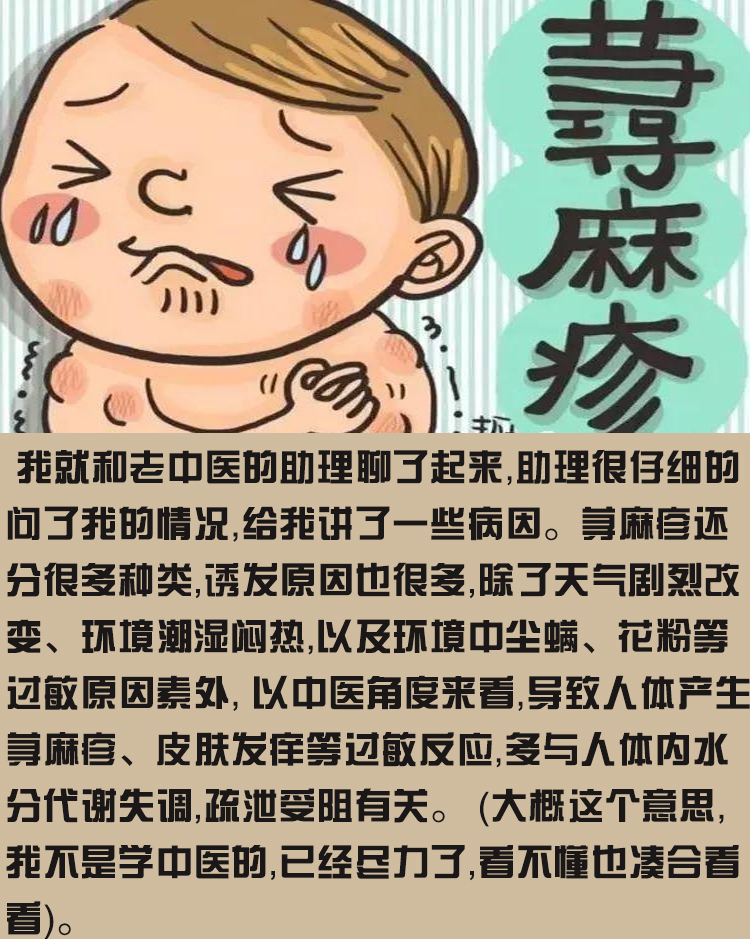 荨麻疹
我就和老中医的助理聊了起来,助理很仔细的
问了我的情况,给我讲了一些病因。荨麻疹还
分很多种类,诱发原因也很多,除了天气剧烈改
变、环境潮湿闷热,以及环境中尘螨、花粉等
过敏原因素外, 以中医角度来看,导致人体产生
荨麻疹、皮肤发痒等过敏反应,多与人体内水
分代谢失调,疏泄受阻有关。 (大概这个意思,
我不是学中医的,已经尽力了,看不懂也凑合看
看)。